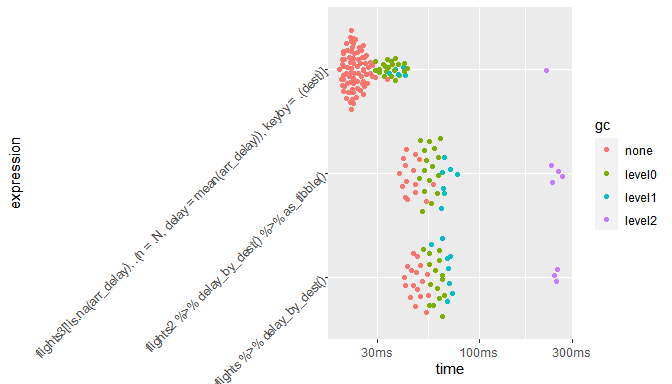 expression
flights3[!is.na(arr_delay), .(n = .N, delay = mean(arr_delay)), keyby = .(dest)]
flights2 %>% delay_by_dest() %>% as_tibble()
flights %>% delay_by_dest()
30ms 100ms 300ms
time
gc
none
level0
level1
level2